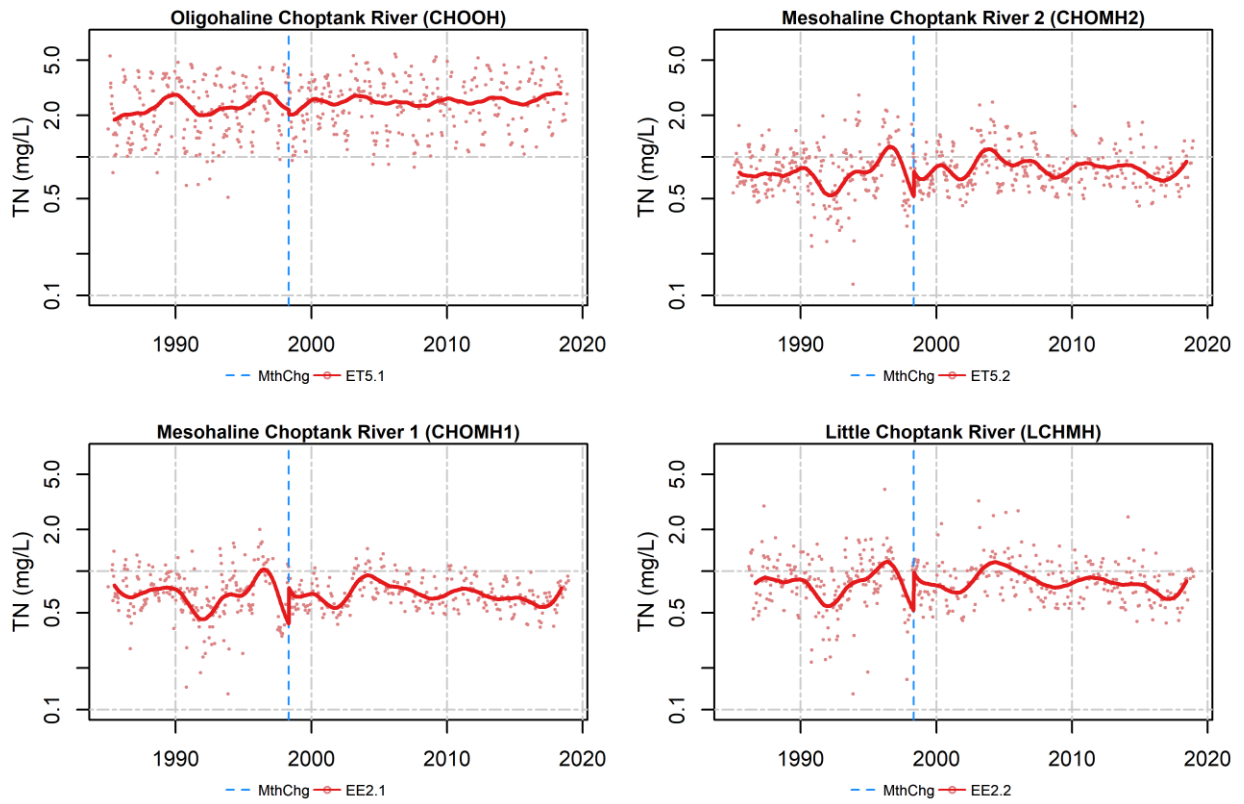 Oligohaline Choptank River (CHOOH)
TN (mg/L)
5.0
2.0
0.5
0.1
1990 2000 2010 2020
MthChg ET5.1
Mesohaline Choptank River 2 (CHOMH2)
TN (mg/L)
5.0
2.0
0.5
0.1
1990 2000 2010 2020
MthChg ET5.2
Mesohaline Choptank River 1 (CHOMH1)
TN (mg/L)
5.0
2.0
0.5
0.1
1990 2000 2010 2020
MthChg EE2.1
Little Choptank River (LCHMH)
TN (mg/L)
5.0
2.0
0.5
0.1
1990 2000 2010 2020
MthChg EE2.2